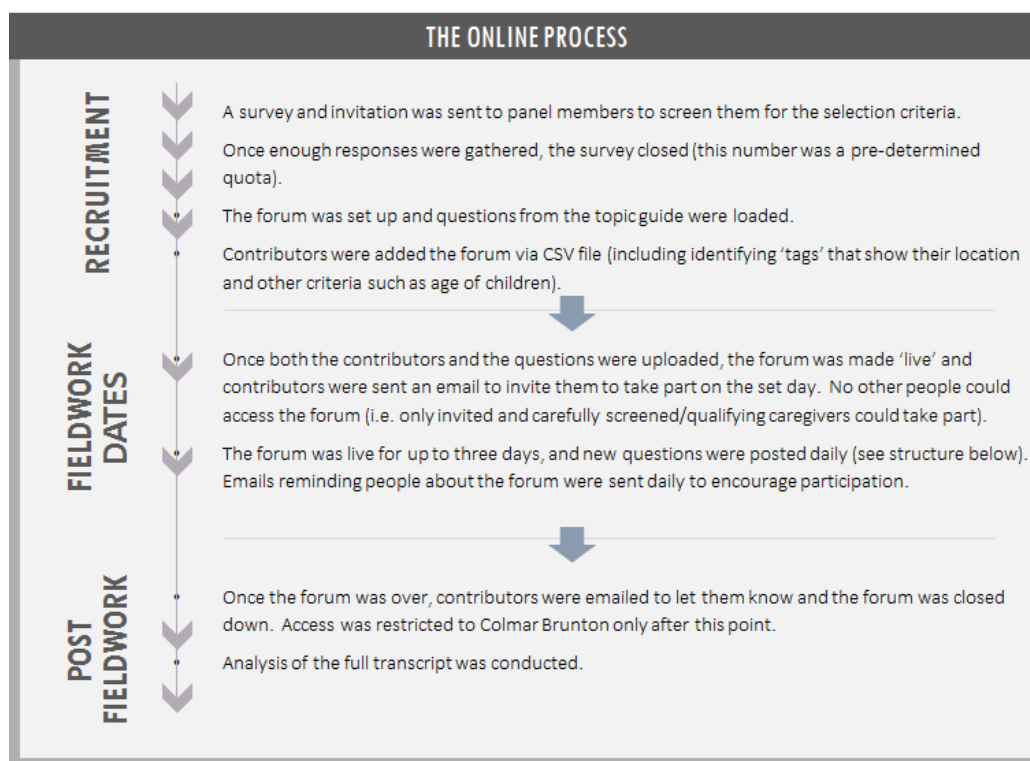 THE ONLINE PROCESS
RECRUITMENT
A survey and invitation was sent to panel members to screen them for the selection criteria.
Once enough responses were gathered, the survey closed (this number was a pre-determined
quota).
The forum was set up and questions from the topic guide were loaded.
Contributors were added the forum via CSV file (including identifying ‘tags’ that show their location
and other criteria such as age of children).
FIELDWORK
DATES
Once both the contributors and the questions were uploaded, the forum was made ‘live’ and
contributors were sent an email to invite them to take part on the set day.  No other people could
access the forum (i.e. only invited and carefully screened/qualifying caregivers could take part).
The forum was live for up to three days, and new questions were posted daily (see structure below).
Emails reminding people about the forum were sent daily to encourage participation.
POST
FIELDWORK
Once the forum was over, contributors were emailed to let them know and the forum was closed
down.  Access was restricted to Colmar Brunton only after this point.
Analysis of the full transcript was conducted.